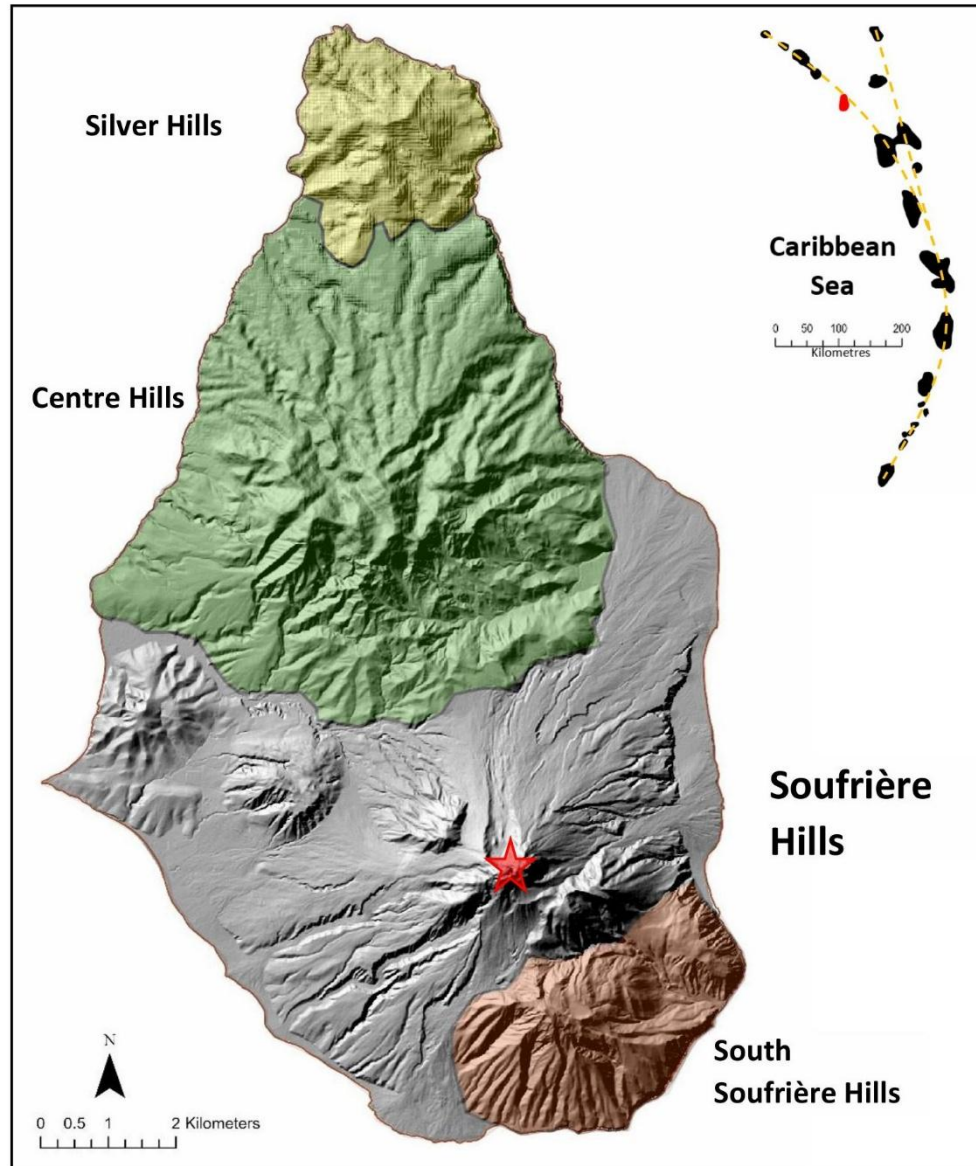 Silver Hills
Caribbean
Sea
0 50 100 200
Kilometres
Centre Hills
Soufrière
Hills
South
Soufrière Hills
N
0 0.5 1 2 Kilometers